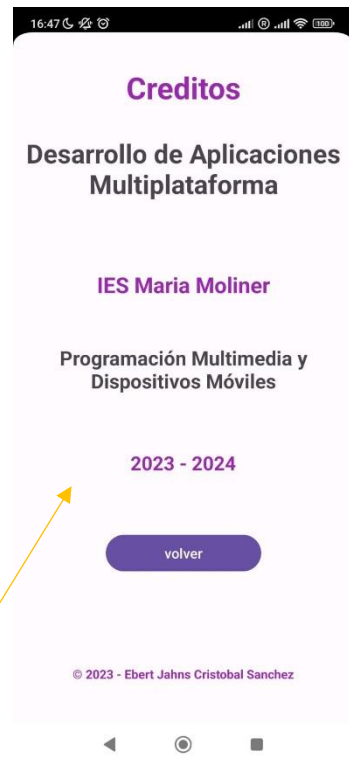 16:47
100
Creditos
Desarrollo de Aplicaciones
Multiplataforma
IES Maria Moliner
Programación Multimedia y
Dispositivos Móviles
2023 - 2024
volver
© 2023 - Ebert Jahns Cristobal Sanchez